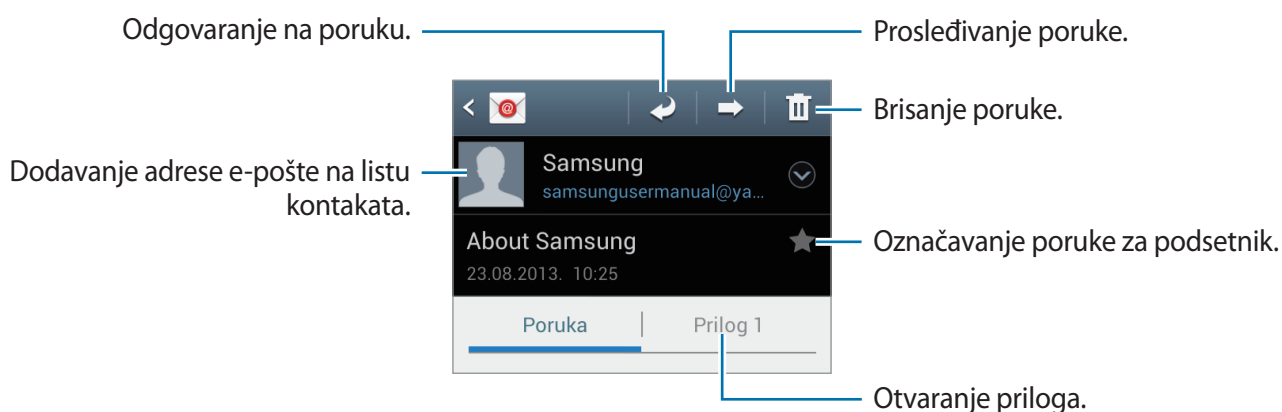 Odgovaranje na poruku.
Prosleđivanje poruke.
Brisanje poruke.
Dodavanje adrese e-pošte na listu
kontakata.
Samsung
samsungusermanual@ya...
About Samsung
23.08.2013. 10:25
Označavanje poruke za podsetnik.
Poruka
Prilog 1
Otvaranje priloga.